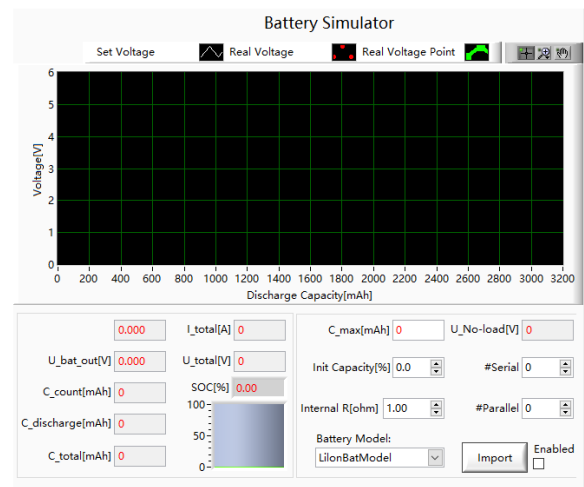 Battery Simulator
Set Voltage Real Voltage Real Voltage Point
6
5
4
3
2
1
0
Voltage[V]
0 200 400 600 800 1000 1200 1400 1600 1800 2000 2200 2400 2600 2800 3000 3200
Discharge Capacity[mAh]
0.000 I_total[A] 0
U_bat_out[V] 0.000 U_total[V] 0
C_count[mAh] 0 SOC[%] 0.00
C_discharge[mAh] 0
C_total[mAh] 0
100
50
0
C_max[mAh] 0 U_No-load[V] 0
Init Capacity[%] 0.0 #Serial 0
Internal R[ohm] 1.00 #Parallel 0
Battery Model:
LiIonBatModel Import Enabled